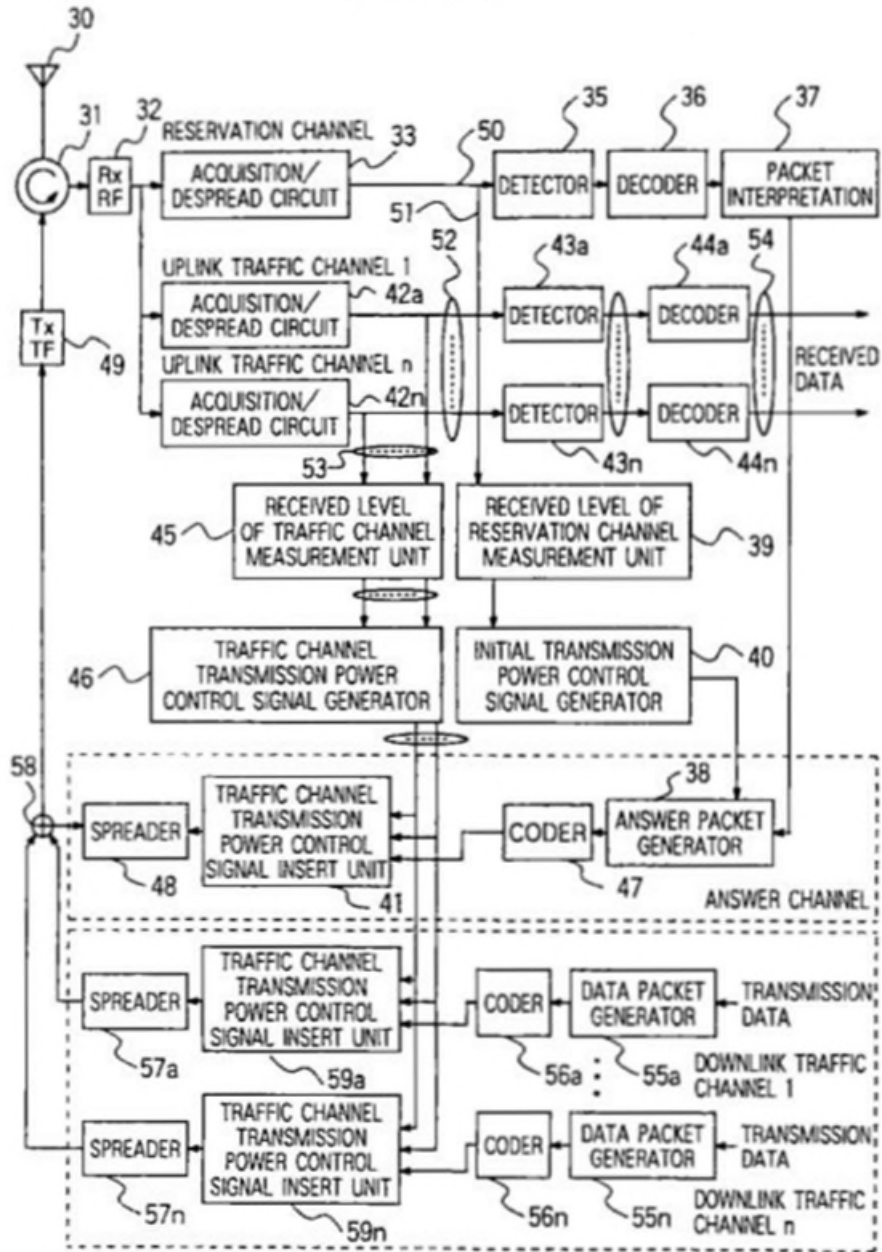 30
31
32
RESERVATION CHANNEL
33
50
35
36
37
Rx
RF
ACQUISITION/
DESPREAD CIRCUIT
DETECTOR
DECODER
PACKET
INTERPRETATION
51
52
43a
44a
54
UPLINK TRAFFIC CHANNEL 1
42a
ACQUISITION/
DESPREAD CIRCUIT
DETECTOR
DECODER
Tx
TF
49
UPLINK TRAFFIC CHANNEL n
42n
ACQUISITION/
DESPREAD CIRCUIT
DETECTOR
DECODER
RECEIVED
DATA
43n
44n
53
45
RECEIVED LEVEL
OF TRAFFIC CHANNEL
MEASUREMENT UNIT
RECEIVED LEVEL OF
RESERVATION CHANNEL
MEASUREMENT UNIT
39
46
TRAFFIC CHANNEL
TRANSMISSION POWER
CONTROL SIGNAL GENERATOR
INITIAL TRANSMISSION
POWER CONTROL
SIGNAL GENERATOR
40
58
SPREADER
48
TRAFFIC CHANNEL
TRANSMISSION
POWER CONTROL
SIGNAL INSERT UNIT
41
CODER
47
38
ANSWER PACKET
GENERATOR
ANSWER CHANNEL
SPREADER
57a
TRAFFIC CHANNEL
TRANSMISSION
POWER CONTROL
SIGNAL INSERT UNIT
59a
CODER
56a
DATA PACKET
GENERATOR
55a
TRANSMISSION
DATA
DOWNLINK TRAFFIC
CHANNEL 1
SPREADER
57n
TRAFFIC CHANNEL
TRANSMISSION
POWER CONTROL
SIGNAL INSERT UNIT
59n
CODER
56n
DATA PACKET
GENERATOR
55n
TRANSMISSION
DATA
DOWNLINK TRAFFIC
CHANNEL n